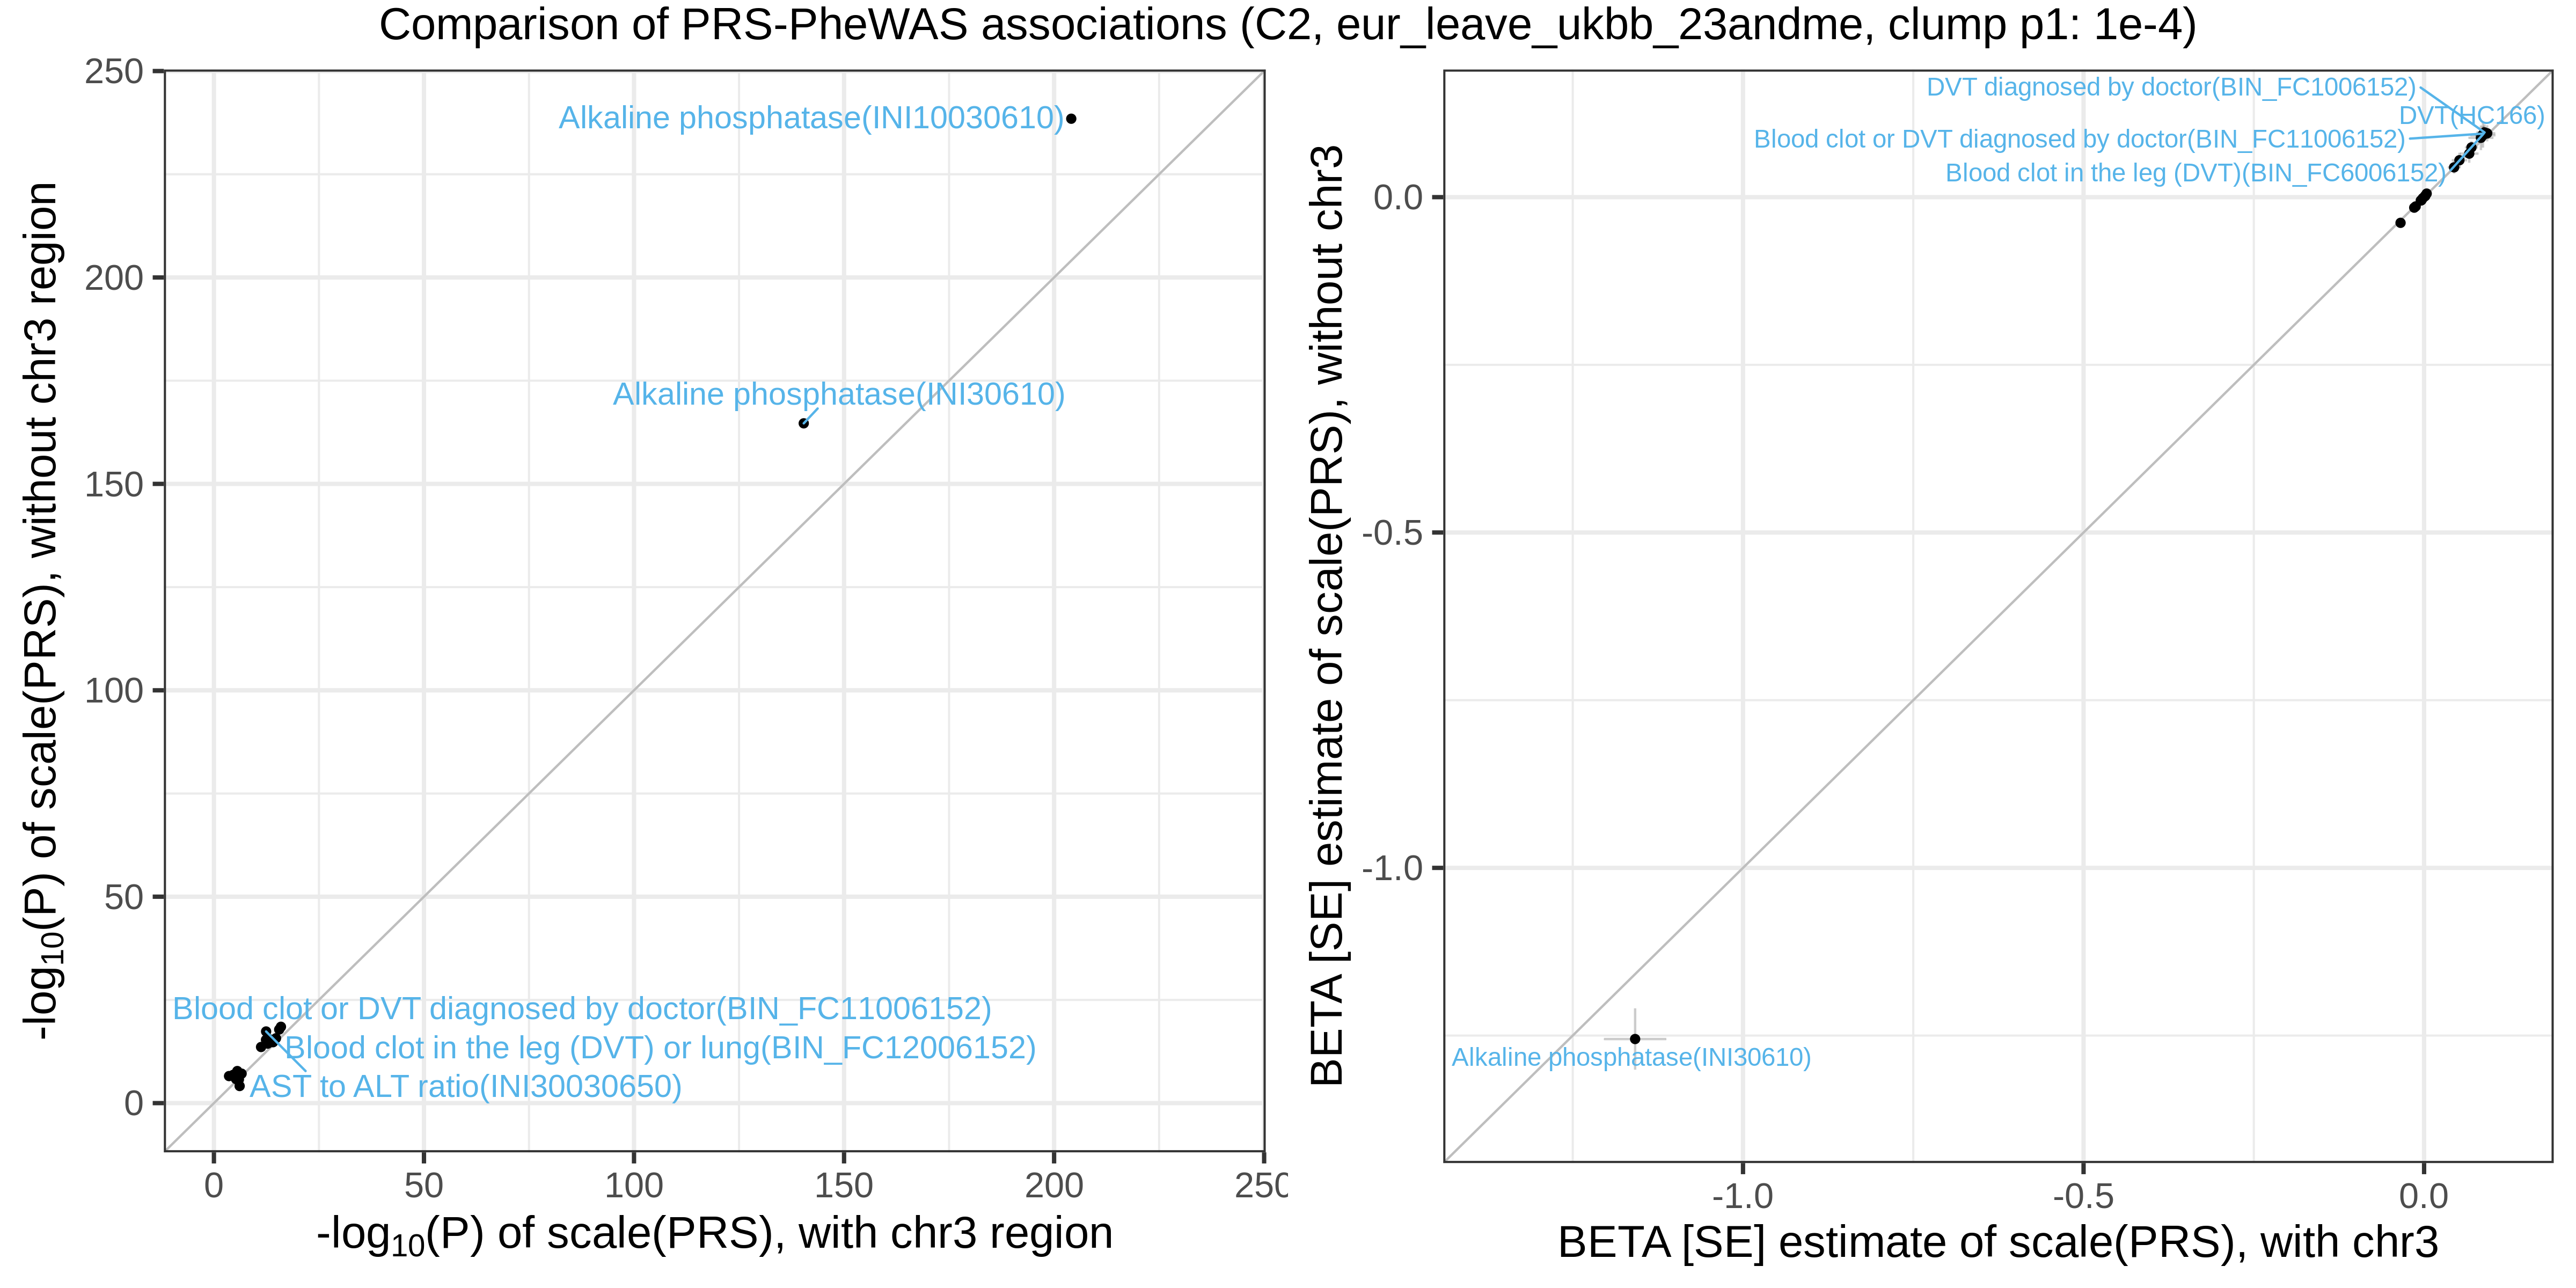 Comparison of PRS-PheWAS associations (C2, eur_leave_ukbb_23andme, clump p1: 1e-4)
-log10(P) of scale(PRS), without chr3 region
250
200
150
100
50
0
Alkaline phosphatase(INI10030610)
Alkaline phosphatase(INI30610)
Blood clot or DVT diagnosed by doctor(BIN_FC11006152)
Blood clot in the leg (DVT) or lung(BIN_FC12006152)
AST to ALT ratio(INI30030650)
0
50
100
150
200
250
-log10(P) of scale(PRS), with chr3 region
BETA [SE] estimate of scale(PRS), without chr3
0.0
-0.5
-1.0
DVT diagnosed by doctor(BIN_FC1006152)
DVT(HC166)
Blood clot or DVT diagnosed by doctor(BIN_FC11006152)
Blood clot in the leg (DVT)(BIN_FC6006152)
Alkaline phosphatase(INI30610)
-1.0
-0.5
0.0
BETA [SE] estimate of scale(PRS), with chr3